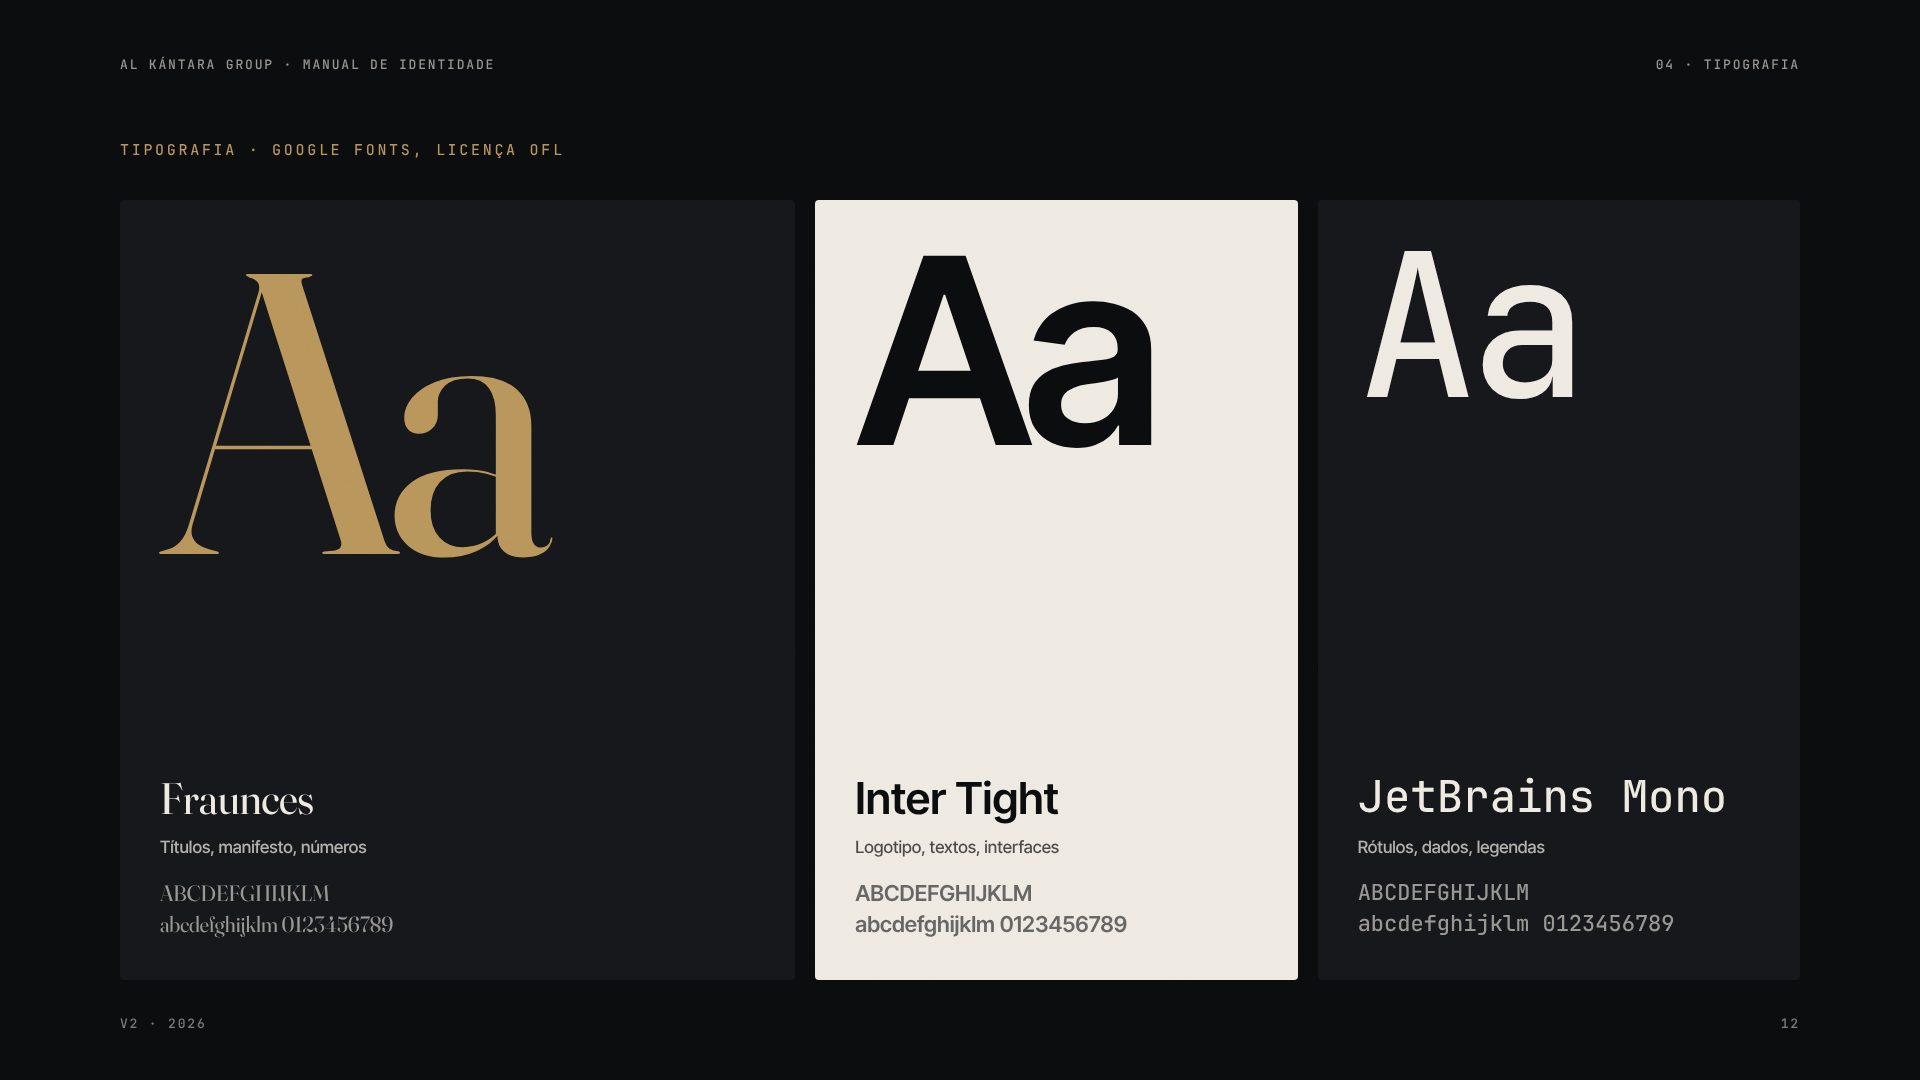 AL KÁNTARA GROUP · MANUAL DE IDENTIDADE
04 · TIPOGRAFIA
TIPOGRAFIA · GOOGLE FONTS, LICENÇA OFL
Aa
Fraunces
Títulos, manifesto, números
ABCDEFGHIJKLM
abcdefghijklm 0123456789
Aa
Inter Tight
Logotipo, textos, interfaces
ABCDEFGHIJKLM
abcdefghijklm 0123456789
Aa
JetBrains Mono
Rótulos, dados, legendas
ABCDEFGHIJKLM
abcdefghijklm 0123456789
V2 · 2026
12